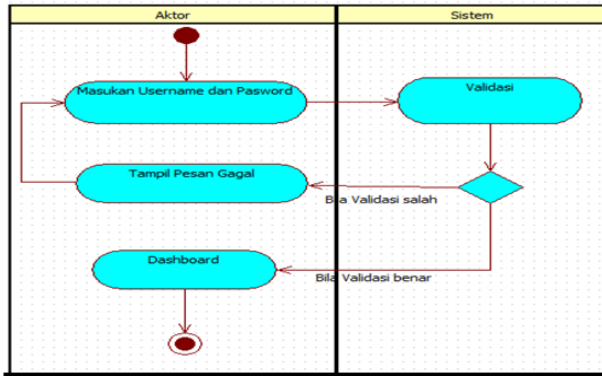 Aktor
Sistem
Masukan Username dan Pasword
Validasi
Tampil Pesan Gagal
Bila Validasi salah
Dashboard
Bila Validasi benar